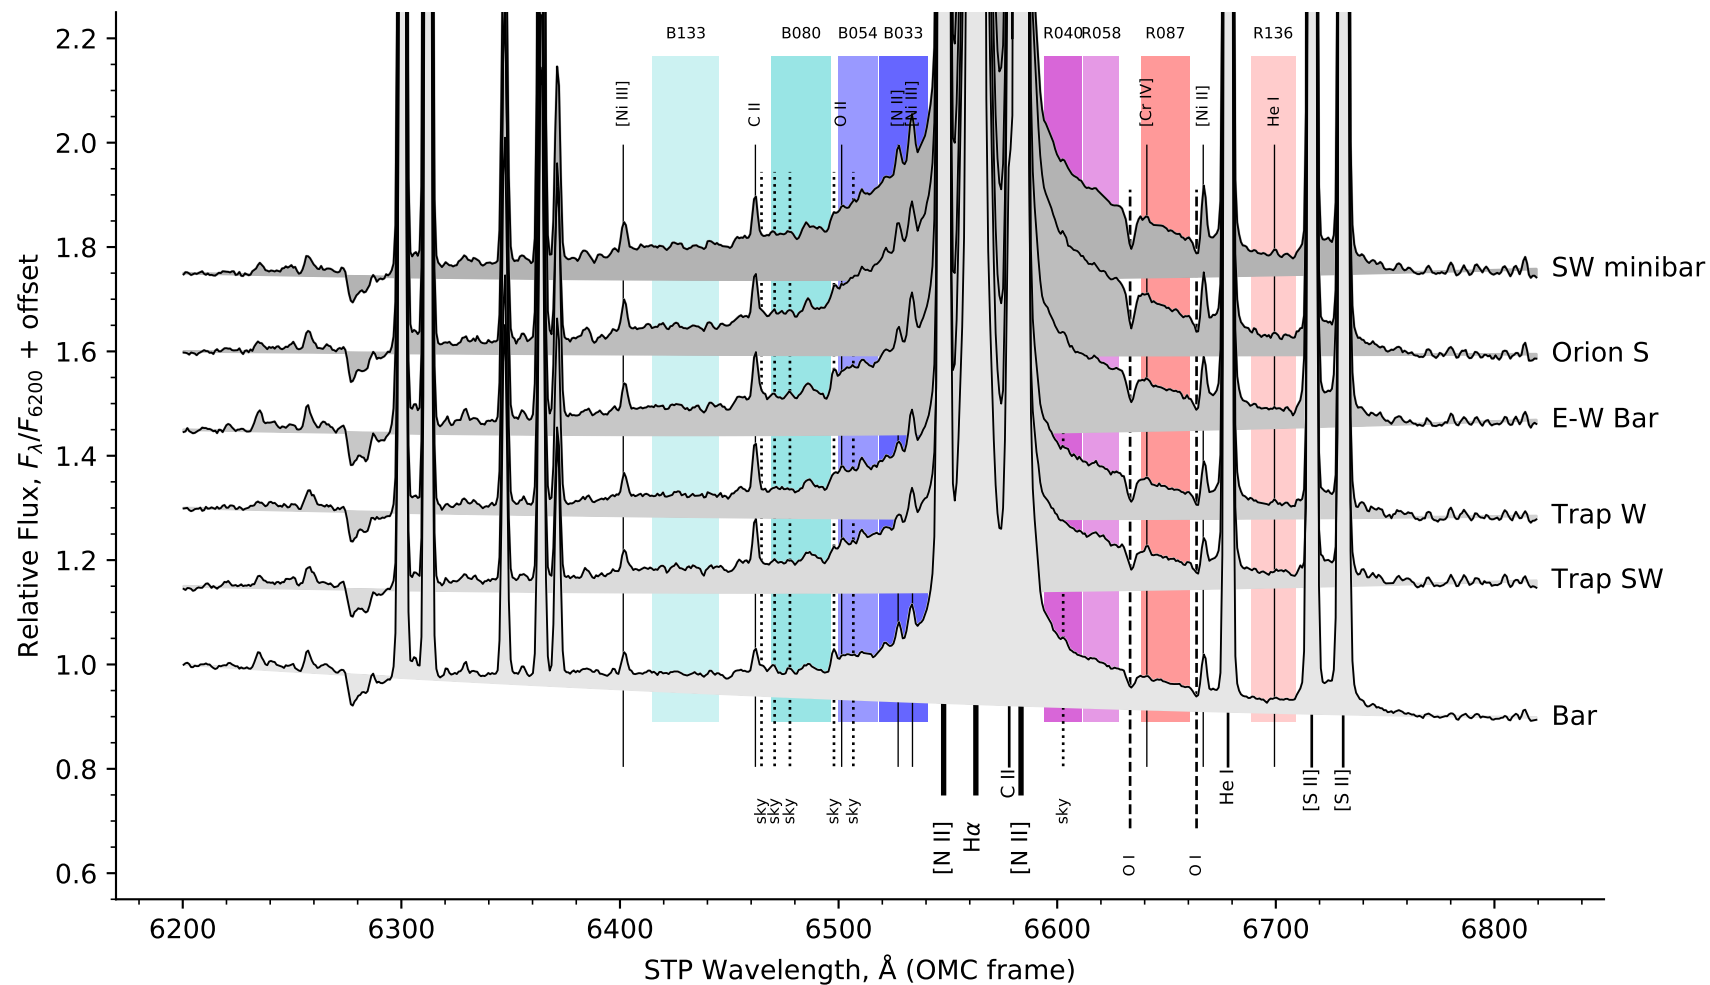 B133
B080
B054
B033
R040
R058
R087
R136
[Ni III]
C II
O II
[N II]
[Ni III]
[Cr IV]
[Ni II]
He I
2.2
2.0
1.8
1.6
1.4
1.2
1.0
0.8
0.6
Relative Flux, Fλ/F6200 + offset
SW minibar
Orion S
E-W Bar
Trap W
Trap SW
Bar
sky
sky
sky
sky
sky
[N II]
Hα
C II
[N II]
sky
O I
O I
He I
[S II]
[S II]
6200
6300
6400
6500
6600
6700
6800
STP Wavelength, Å (OMC frame)